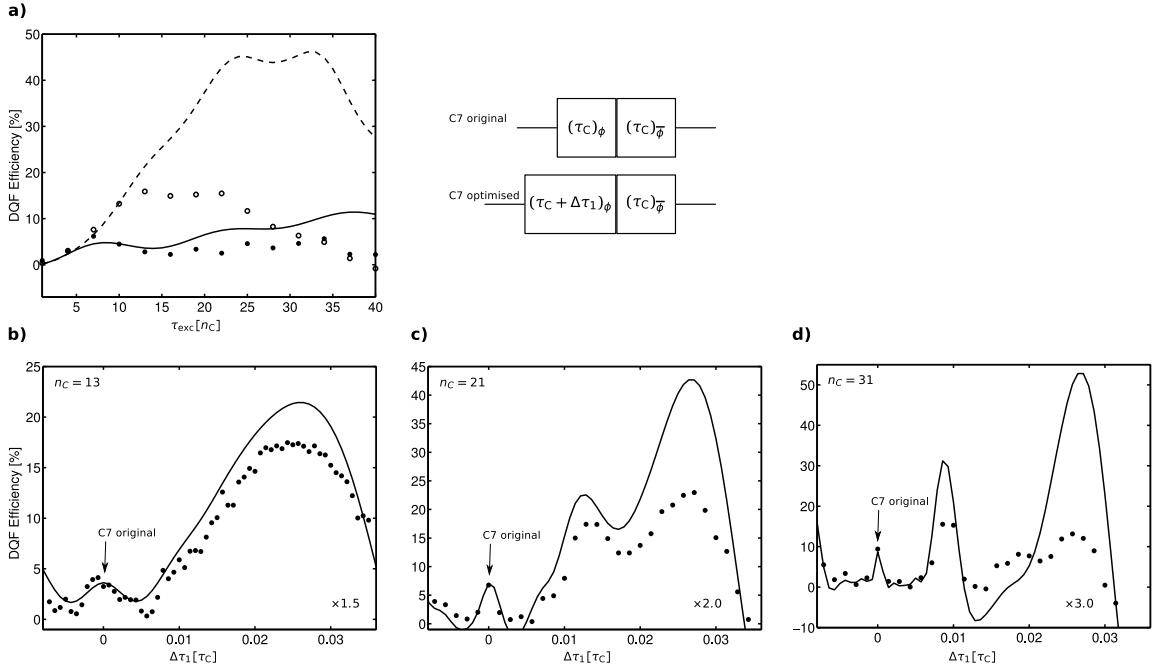 a)
DQF Efficiency [%]
50
40
30
20
10
0
5 10 15 20 25 30 35 40
τexc[nC]
C7 original
(τC)ϕ (τC)ϕ̅
C7 optimised
(τC + Δτ1)ϕ (τC)ϕ̅
b)
DQF Efficiency [%]
25
20
15
10
5
0
nC = 13
C7 original
×1.5
0 0.01 0.02 0.03
Δτ1[τC]
c)
45
40
35
30
25
20
15
10
5
0
nC = 21
C7 original
×2.0
0 0.01 0.02 0.03
Δτ1[τC]
d)
50
40
30
20
10
0
−10
nC = 31
C7 original
×3.0
0 0.01 0.02 0.03
Δτ1[τC]